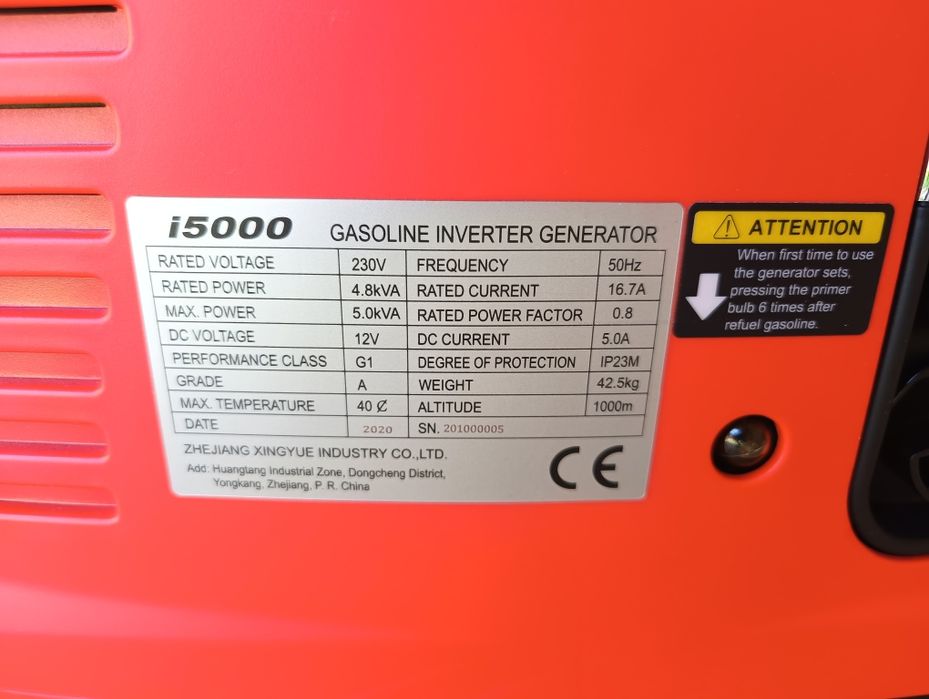 i5000 GASOLINE INVERTER GENERATOR
RATED VOLTAGE 230V FREQUENCY 50Hz
RATED POWER 4.8kVA RATED CURRENT 16.7A
MAX. POWER 5.0kVA RATED POWER FACTOR 0.8
DC VOLTAGE 12V DC CURRENT 5.0A
PERFORMANCE CLASS G1 DEGREE OF PROTECTION IP23M
GRADE A WEIGHT 42.5kg
MAX. TEMPERATURE 40 ℃ ALTITUDE 1000m
DATE 2020 SN. 201000005
ZHEJIANG XINGYUE INDUSTRY CO.,LTD.
Add: Huangtang Industrial Zone, Dongcheng District,
Yongkang, Zhejiang, P. R. China
CE
ATTENTION
When first time to use
the generator sets,
pressing the primer
bulb 6 times after
refuel gasoline.